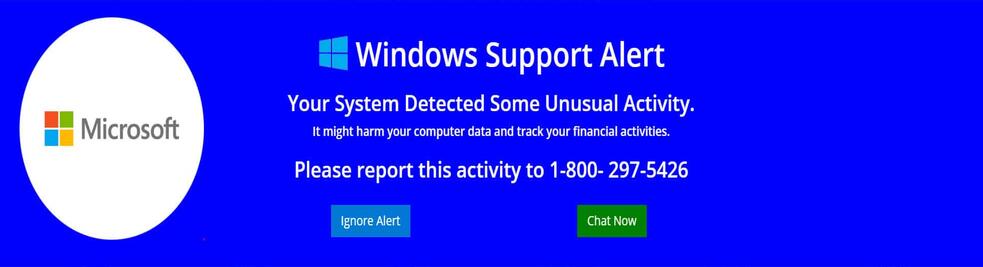 Windows Support Alert
Microsoft
Your System Detected Some Unusual Activity.
It might harm your computer data and track your financial activities.
Please report this activity to 1-800- 297-5426
Ignore Alert
Chat Now